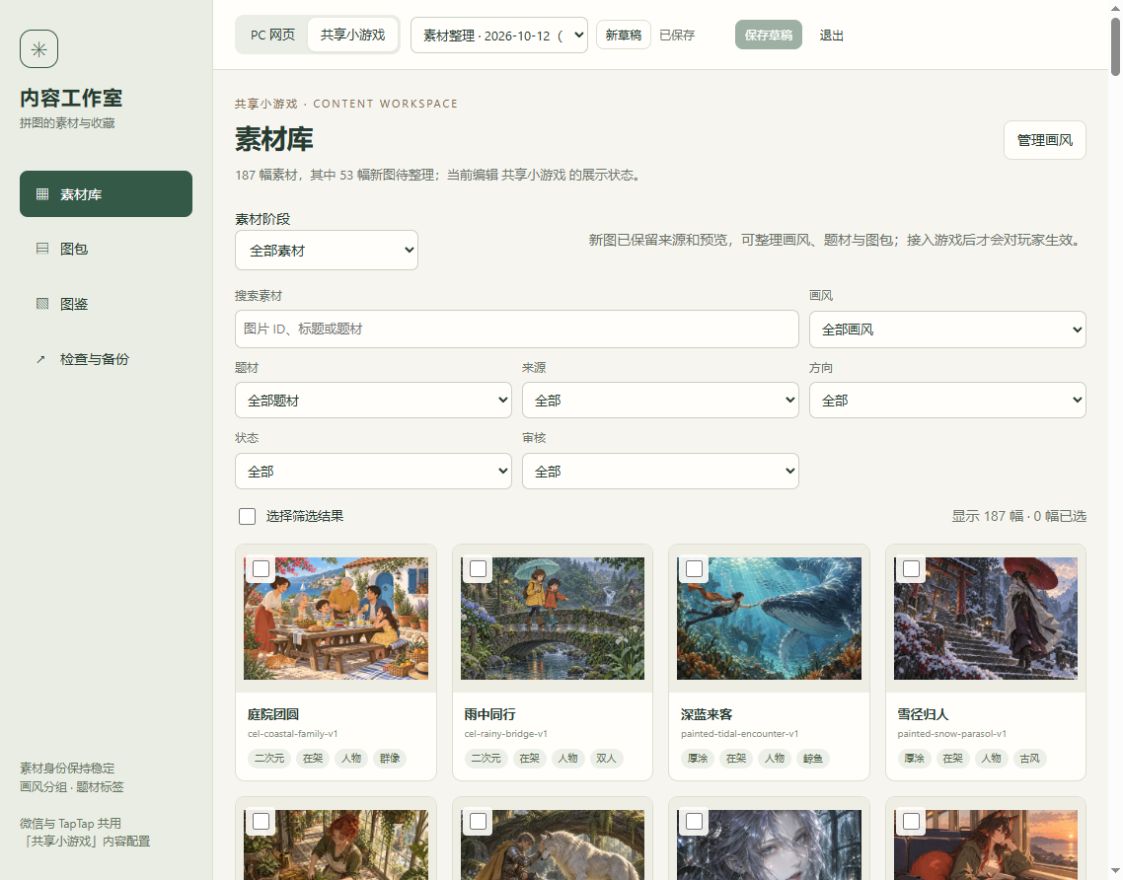 内容工作室
拼图的素材与收藏
素材库
图包
图鉴
检查与备份
素材身份保持稳定
画风分组 · 题材标签
微信与 TapTap 共用
「共享小游戏」内容配置
PC 网页
共享小游戏
素材整理 · 2026-10-12（
新草稿
已保存
保存草稿
退出
共享小游戏 · CONTENT WORKSPACE
素材库
管理画风
187 幅素材，其中 53 幅新图待整理；当前编辑 共享小游戏 的展示状态。
素材阶段
全部素材
新图已保留来源和预览，可整理画风、题材与图包；接入游戏后才会对玩家生效。
搜索素材
图片 ID、标题或题材
画风
全部画风
题材
全部题材
来源
全部
方向
全部
状态
全部
审核
全部
选择筛选结果
显示 187 幅 · 0 幅已选
庭院团圆
cel-coastal-family-v1
二次元 在架 人物 群像
雨中同行
cel-rainy-bridge-v1
二次元 在架 人物 双人
深蓝来客
painted-tidal-encounter-v1
厚涂 在架 人物 鲸鱼
雪径归人
painted-snow-parasol-v1
厚涂 在架 人物 古风